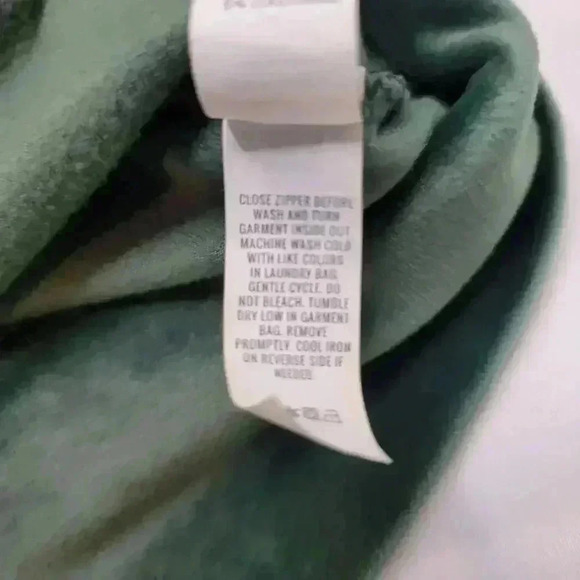 CLOSE ZIPPER BEFORE
WASH AND TURN
GARMENT INSIDE OUT
MACHINE WASH COLD
WITH LIKE COLORS
IN LAUNDRY BAG.
GENTLE CYCLE. DO
NOT BLEACH. TUMBLE
DRY LOW IN GARMENT
BAG. REMOVE
PROMPTLY. COOL IRON
ON REVERSE SIDE IF
NEEDED.